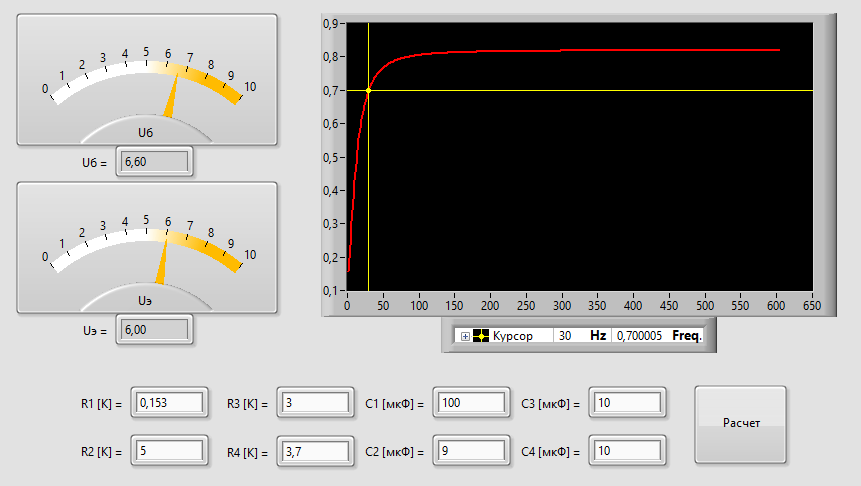 0 1 2 3 4 5 6 7 8 9 10
Uб
Uб = 6,60
0 1 2 3 4 5 6 7 8 9 10
Uэ
Uэ = 6,00
0,9
0,8
0,7
0,6
0,5
0,4
0,3
0,2
0,1
0 50 100 150 200 250 300 350 400 450 500 550 600 650
Курсор 30 Hz 0,700005 Freq.
R1 [К] = 0,153 R3 [К] = 3 C1 [мкФ] = 100 C3 [мкФ] = 10
R2 [К] = 5 R4 [К] = 3,7 C2 [мкФ] = 9 C4 [мкФ] = 10
Расчет